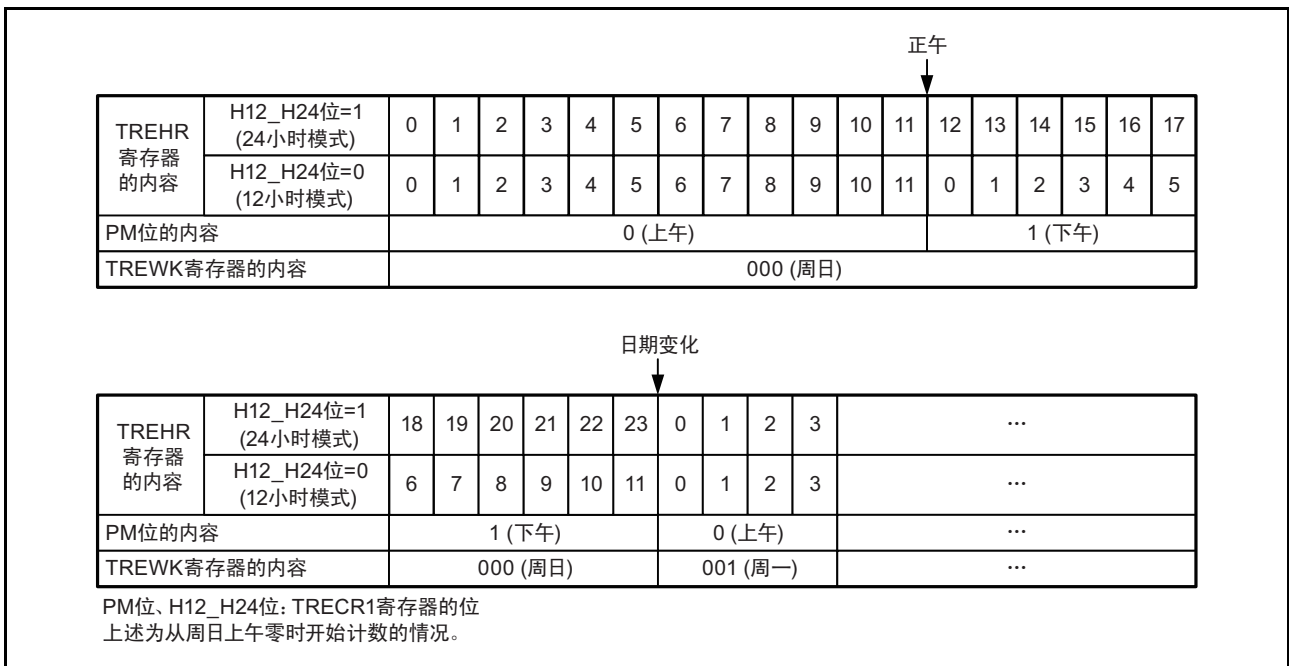 正午
TREHR 寄存器 的内容 H12_H24位=1 (24小时模式) 0 1 2 3 4 5 6 7 8 9 10 11 12 13 14 15 16 17
H12_H24位=0 (12小时模式) 0 1 2 3 4 5 6 7 8 9 10 11 0 1 2 3 4 5
PM位的内容 0 (上午) 1 (下午)
TREWK寄存器的内容 000 (周日)
日期变化
TREHR 寄存器 的内容 H12_H24位=1 (24小时模式) 18 19 20 21 22 23 0 1 2 3 …
H12_H24位=0 (12小时模式) 6 7 8 9 10 11 0 1 2 3 …
PM位的内容 1 (下午) 0 (上午) …
TREWK寄存器的内容 000 (周日) 001 (周一) …
PM位、H12_H24位：TRECR1寄存器的位
上述为从周日上午零时开始计数的情况。